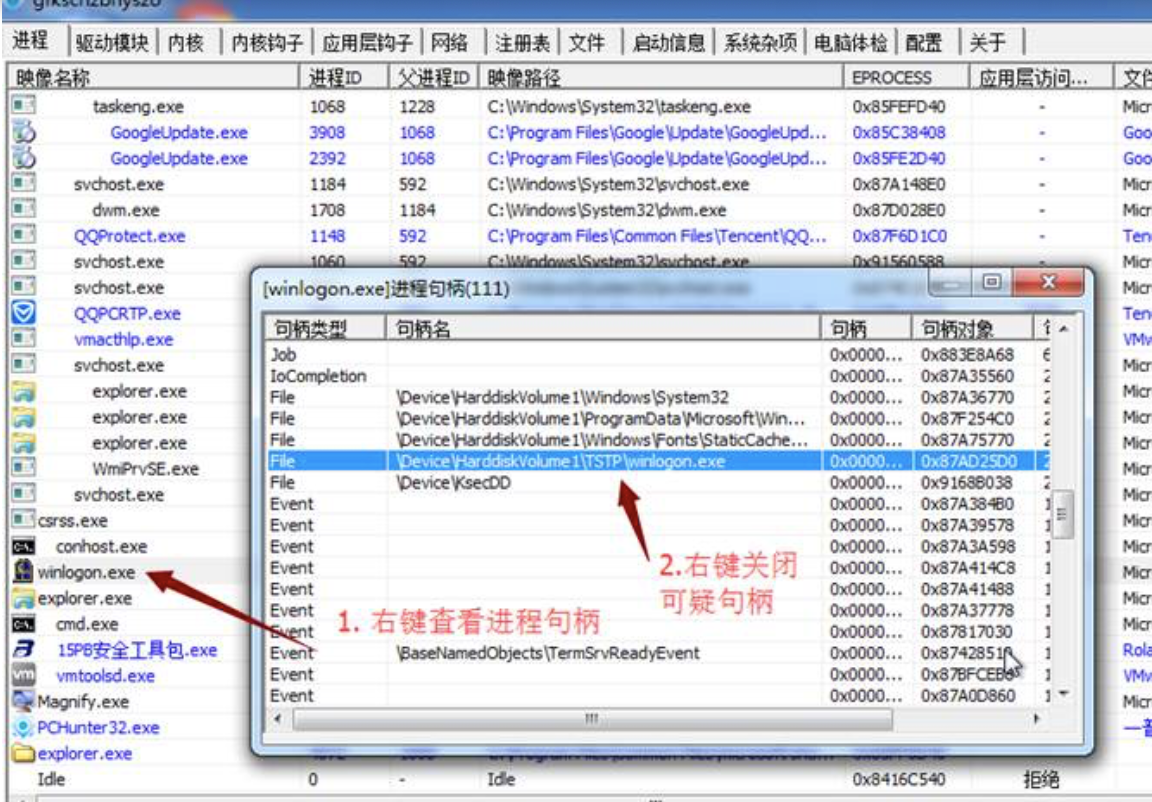 进程 驱动模块 内核 内核钩子 应用层钩子 网络 注册表 文件 启动信息 系统杂项 电脑体检 配置 关于
映像名称 进程ID 父进程ID 映像路径 EPROCESS 应用层访问...
taskeng.exe 1068 1228 C:\Windows\System32\taskeng.exe 0x85FEFD40 - Micr
GoogleUpdate.exe 3908 1068 C:\Program Files\Google\Update\GoogleUpd... 0x85C38408 - Goo
GoogleUpdate.exe 2392 1068 C:\Program Files\Google\Update\GoogleUpd... 0x85FE2D40 - Goo
svchost.exe 1184 592 C:\Windows\System32\svchost.exe 0x87A148E0 - Micr
dwm.exe 1708 1184 C:\Windows\System32\dwm.exe 0x87D028E0 - Micr
QQProtect.exe 1148 592 C:\Program Files\Common Files\Tencent\QQ... 0x87F6D1C0 - Ten
svchost.exe 1060 592 C:\Windows\System32\svchost.exe 0x91560588 Micr
svchost.exe Micr
QQPCRTP.exe Ten
vmacthlp.exe VMw
svchost.exe Micr
explorer.exe Micr
explorer.exe Micr
explorer.exe Micr
WmiPrvSE.exe Micr
svchost.exe Micr
csrss.exe Micr
conhost.exe Micr
winlogon.exe Micr
explorer.exe Micr
cmd.exe Micr
15PB安全工具包.exe Rola
vmtoolsd.exe VMw
Magnify.exe Micr
PCHunter32.exe
explorer.exe
Idle 0 - Idle 0x8416C540 拒绝
[winlogon.exe]进程句柄(111)
句柄类型 句柄名 句柄 句柄对象
Job 0x0000... 0x883E8A68
IoCompletion 0x0000... 0x87A35560
File \Device\HarddiskVolume1\Windows\System32 0x0000... 0x87A36770
File \Device\HarddiskVolume1\ProgramData\Microsoft\Win... 0x0000... 0x87F254C0
File \Device\HarddiskVolume1\Windows\Fonts\StaticCache... 0x0000... 0x87A75770
File \Device\HarddiskVolume1\TSTP\winlogon.exe 0x0000... 0x87AD25D0
File \Device\KsecDD 0x0000... 0x9168B038
Event 0x0000... 0x87A384B0
Event 0x0000... 0x87A39578
Event 0x0000... 0x87A3A598
Event 0x0000... 0x87A414C8
Event 0x0000... 0x87A41488
Event 0x0000... 0x87A37778
Event 0x0000... 0x87817030
Event \BaseNamedObjects\TermSrvReadyEvent 0x0000...
Event 0x0000...
Event 0x0000... 0x87A0D860
1. 右键查看进程句柄
2.右键关闭
可疑句柄